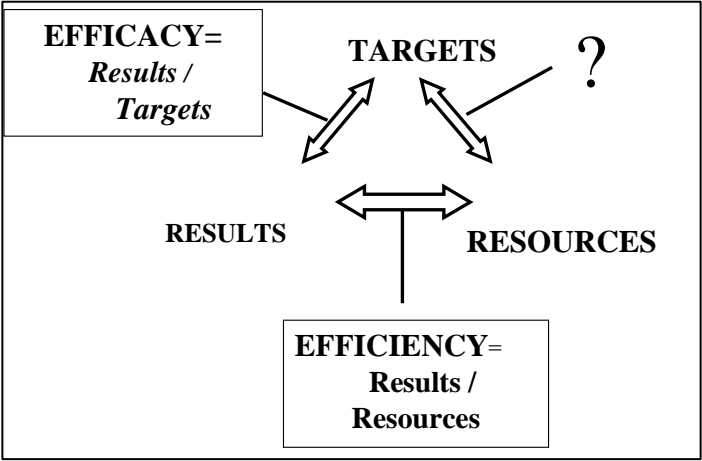 EFFICACY=
Results /
Targets
TARGETS
?
RESULTS
RESOURCES
EFFICIENCY=
Results /
Resources